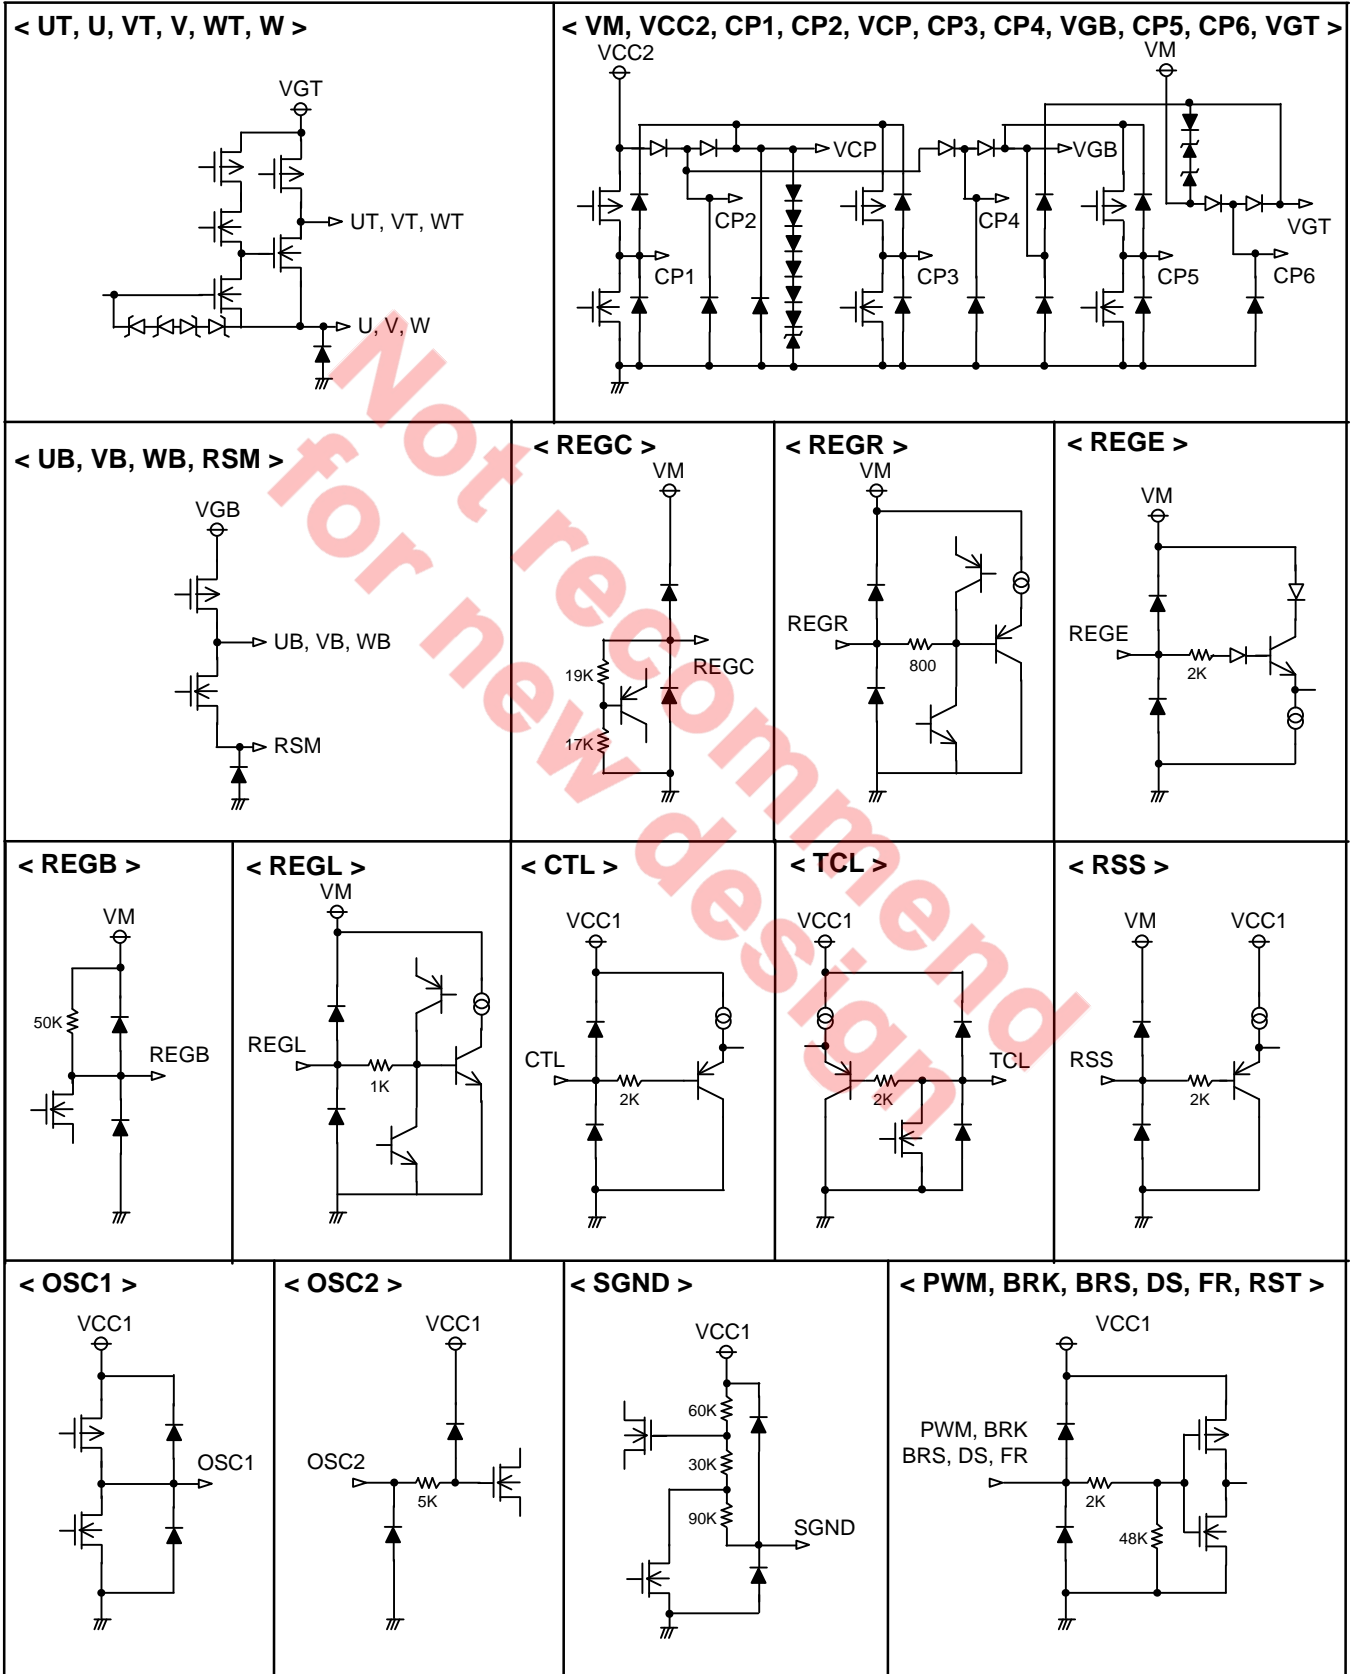 < UT, U, VT, V, WT, W >
VGT
UT, VT, WT
U, V, W
< VM, VCC2, CP1, CP2, VCP, CP3, CP4, VGB, CP5, CP6, VGT >
VCC2
VM
VCP
VGB
CP2
CP4
VGT
CP1
CP3
CP5
CP6
< UB, VB, WB, RSM >
VGB
UB, VB, WB
RSM
< REGC >
VM
19K
REGC
17K
< REGR >
VM
REGR
800
< REGE >
VM
REGE
2K
< REGB >
VM
50K
REGB
< REGL >
VM
REGL
1K
< CTL >
VCC1
CTL
2K
< TCL >
VCC1
TCL
2K
< RSS >
VM
VCC1
RSS
2K
< OSC1 >
VCC1
OSC1
< OSC2 >
VCC1
OSC2
5K
< SGND >
VCC1
60K
30K
90K
SGND
< PWM, BRK, BRS, DS, FR, RST >
VCC1
PWM, BRK
BRS, DS, FR
2K
48K
Not recommend
for new design